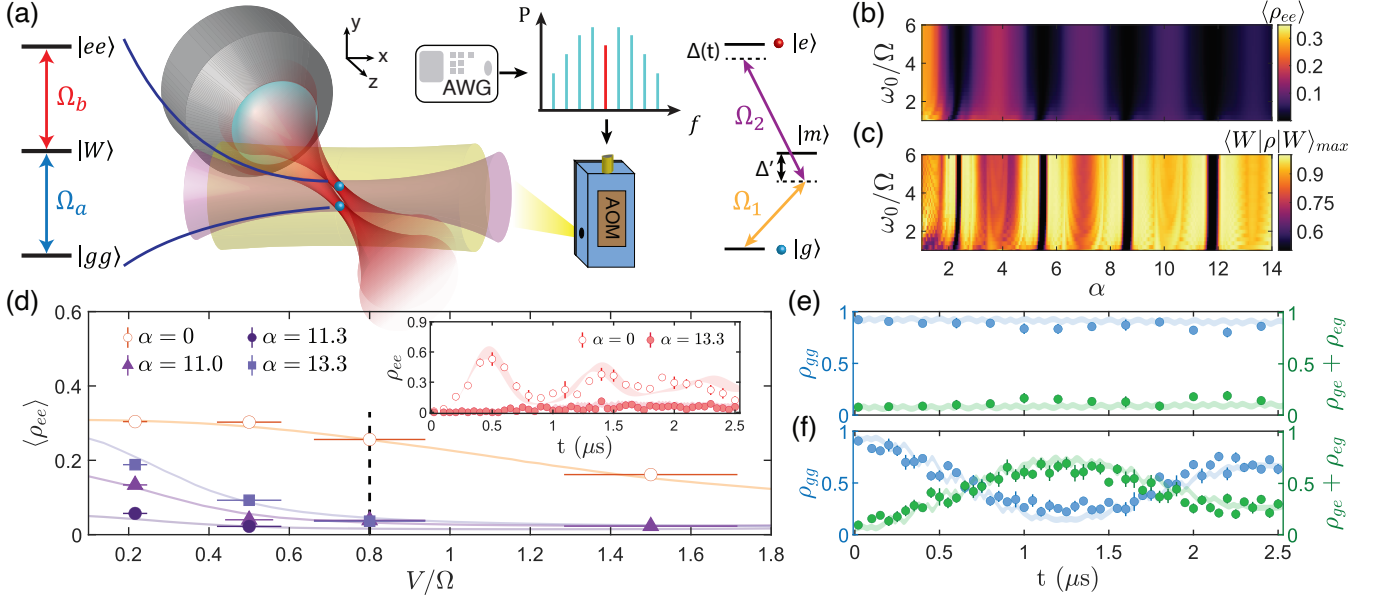 (a)
|ee⟩
Ω_b
|W⟩
Ω_a
|gg⟩
y
x
z
AWG
P
f
AOM
Δ(t)
|e⟩
Ω_2
|m⟩
Δ'
Ω_1
|g⟩
(b)
⟨ρ_ee⟩
ω_0/Ω
6
4
2
0.3
0.2
0.1
(c)
⟨W|ρ|W⟩_max
ω_0/Ω
6
4
2
0.9
0.75
0.6
2 4 6 8 10 12 14
α
(d)
⟨ρ_ee⟩
0.6
0.4
0.2
0
α = 0
α = 11.3
α = 11.0
α = 13.3
ρ_ee
0.9
0.6
0.3
0
α = 0
α = 13.3
0 0.5 1.0 1.5 2.0 2.5
t (μs)
0.2 0.4 0.6 0.8 1 1.2 1.4 1.6 1.8
V/Ω
(e)
ρ_gg
1
0.5
0
1
0.5
0
ρ_ge + ρ_eg
(f)
ρ_gg
1
0.5
0
1
0.5
0
ρ_ge + ρ_eg
0 0.5 1.0 1.5 2.0 2.5
t (μs)